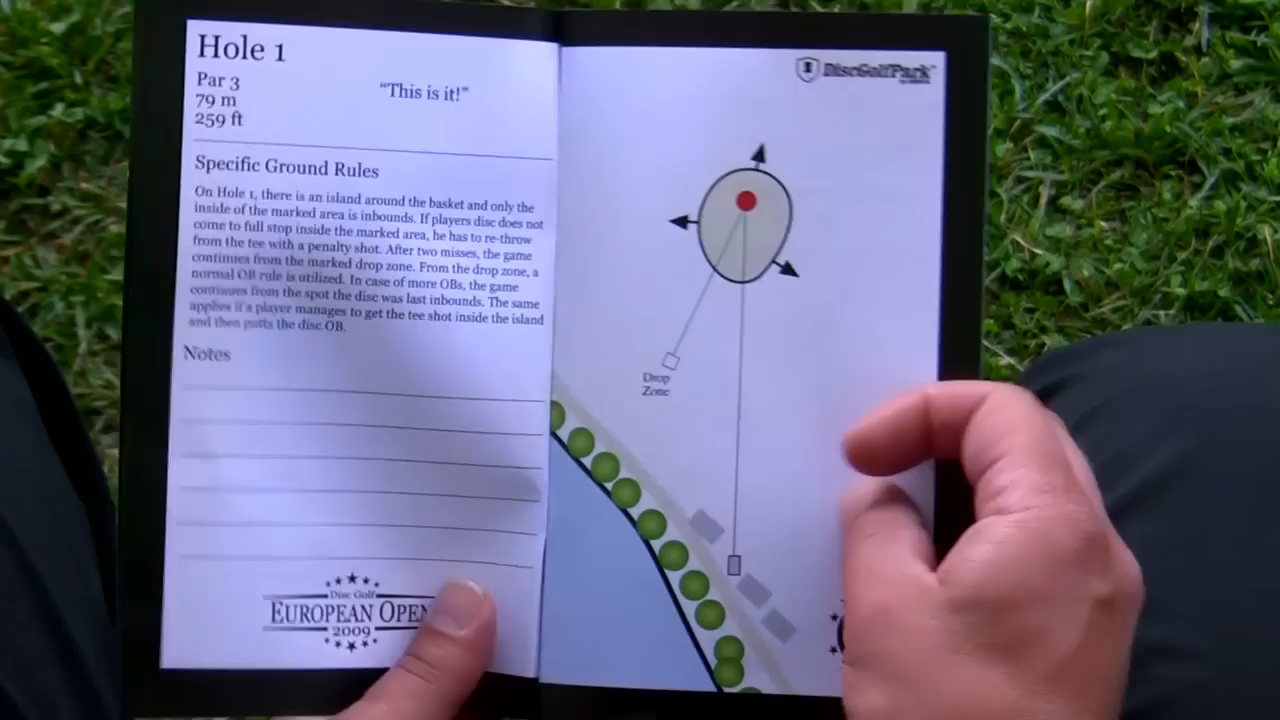 Hole 1
Par 3
79 m
259 ft
“This is it!”
Specific Ground Rules
On Hole 1, there is an island around the basket and only the
inside of the marked area is inbounds. If players disc does not
come to full stop inside the marked area, he has to re-throw
from the tee with a penalty shot. After two misses, the game
continues from the marked drop zone. From the drop zone, a
normal OB rule is utilized. In case of more OBs, the game
continues from the spot the disc was last inbounds. The same
applies if a player manages to get the tee shot inside the island
and then putts the disc OB.
Notes
Disc Golf
EUROPEAN OPEN
2009
DiscGolfPark
Drop
Zone